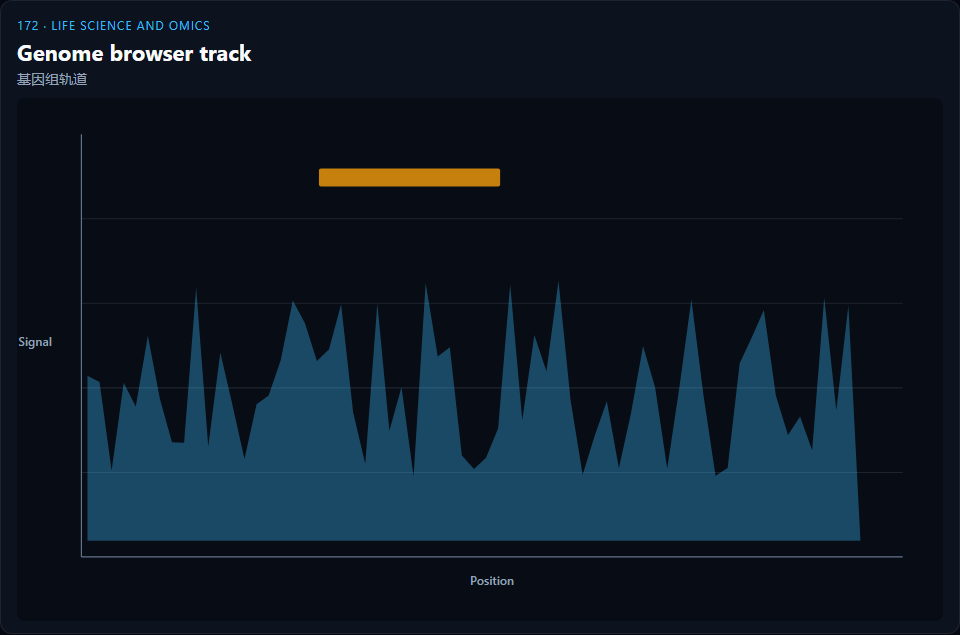 172 · LIFE SCIENCE AND OMICS
Genome browser track
基因组轨道
Signal
Position